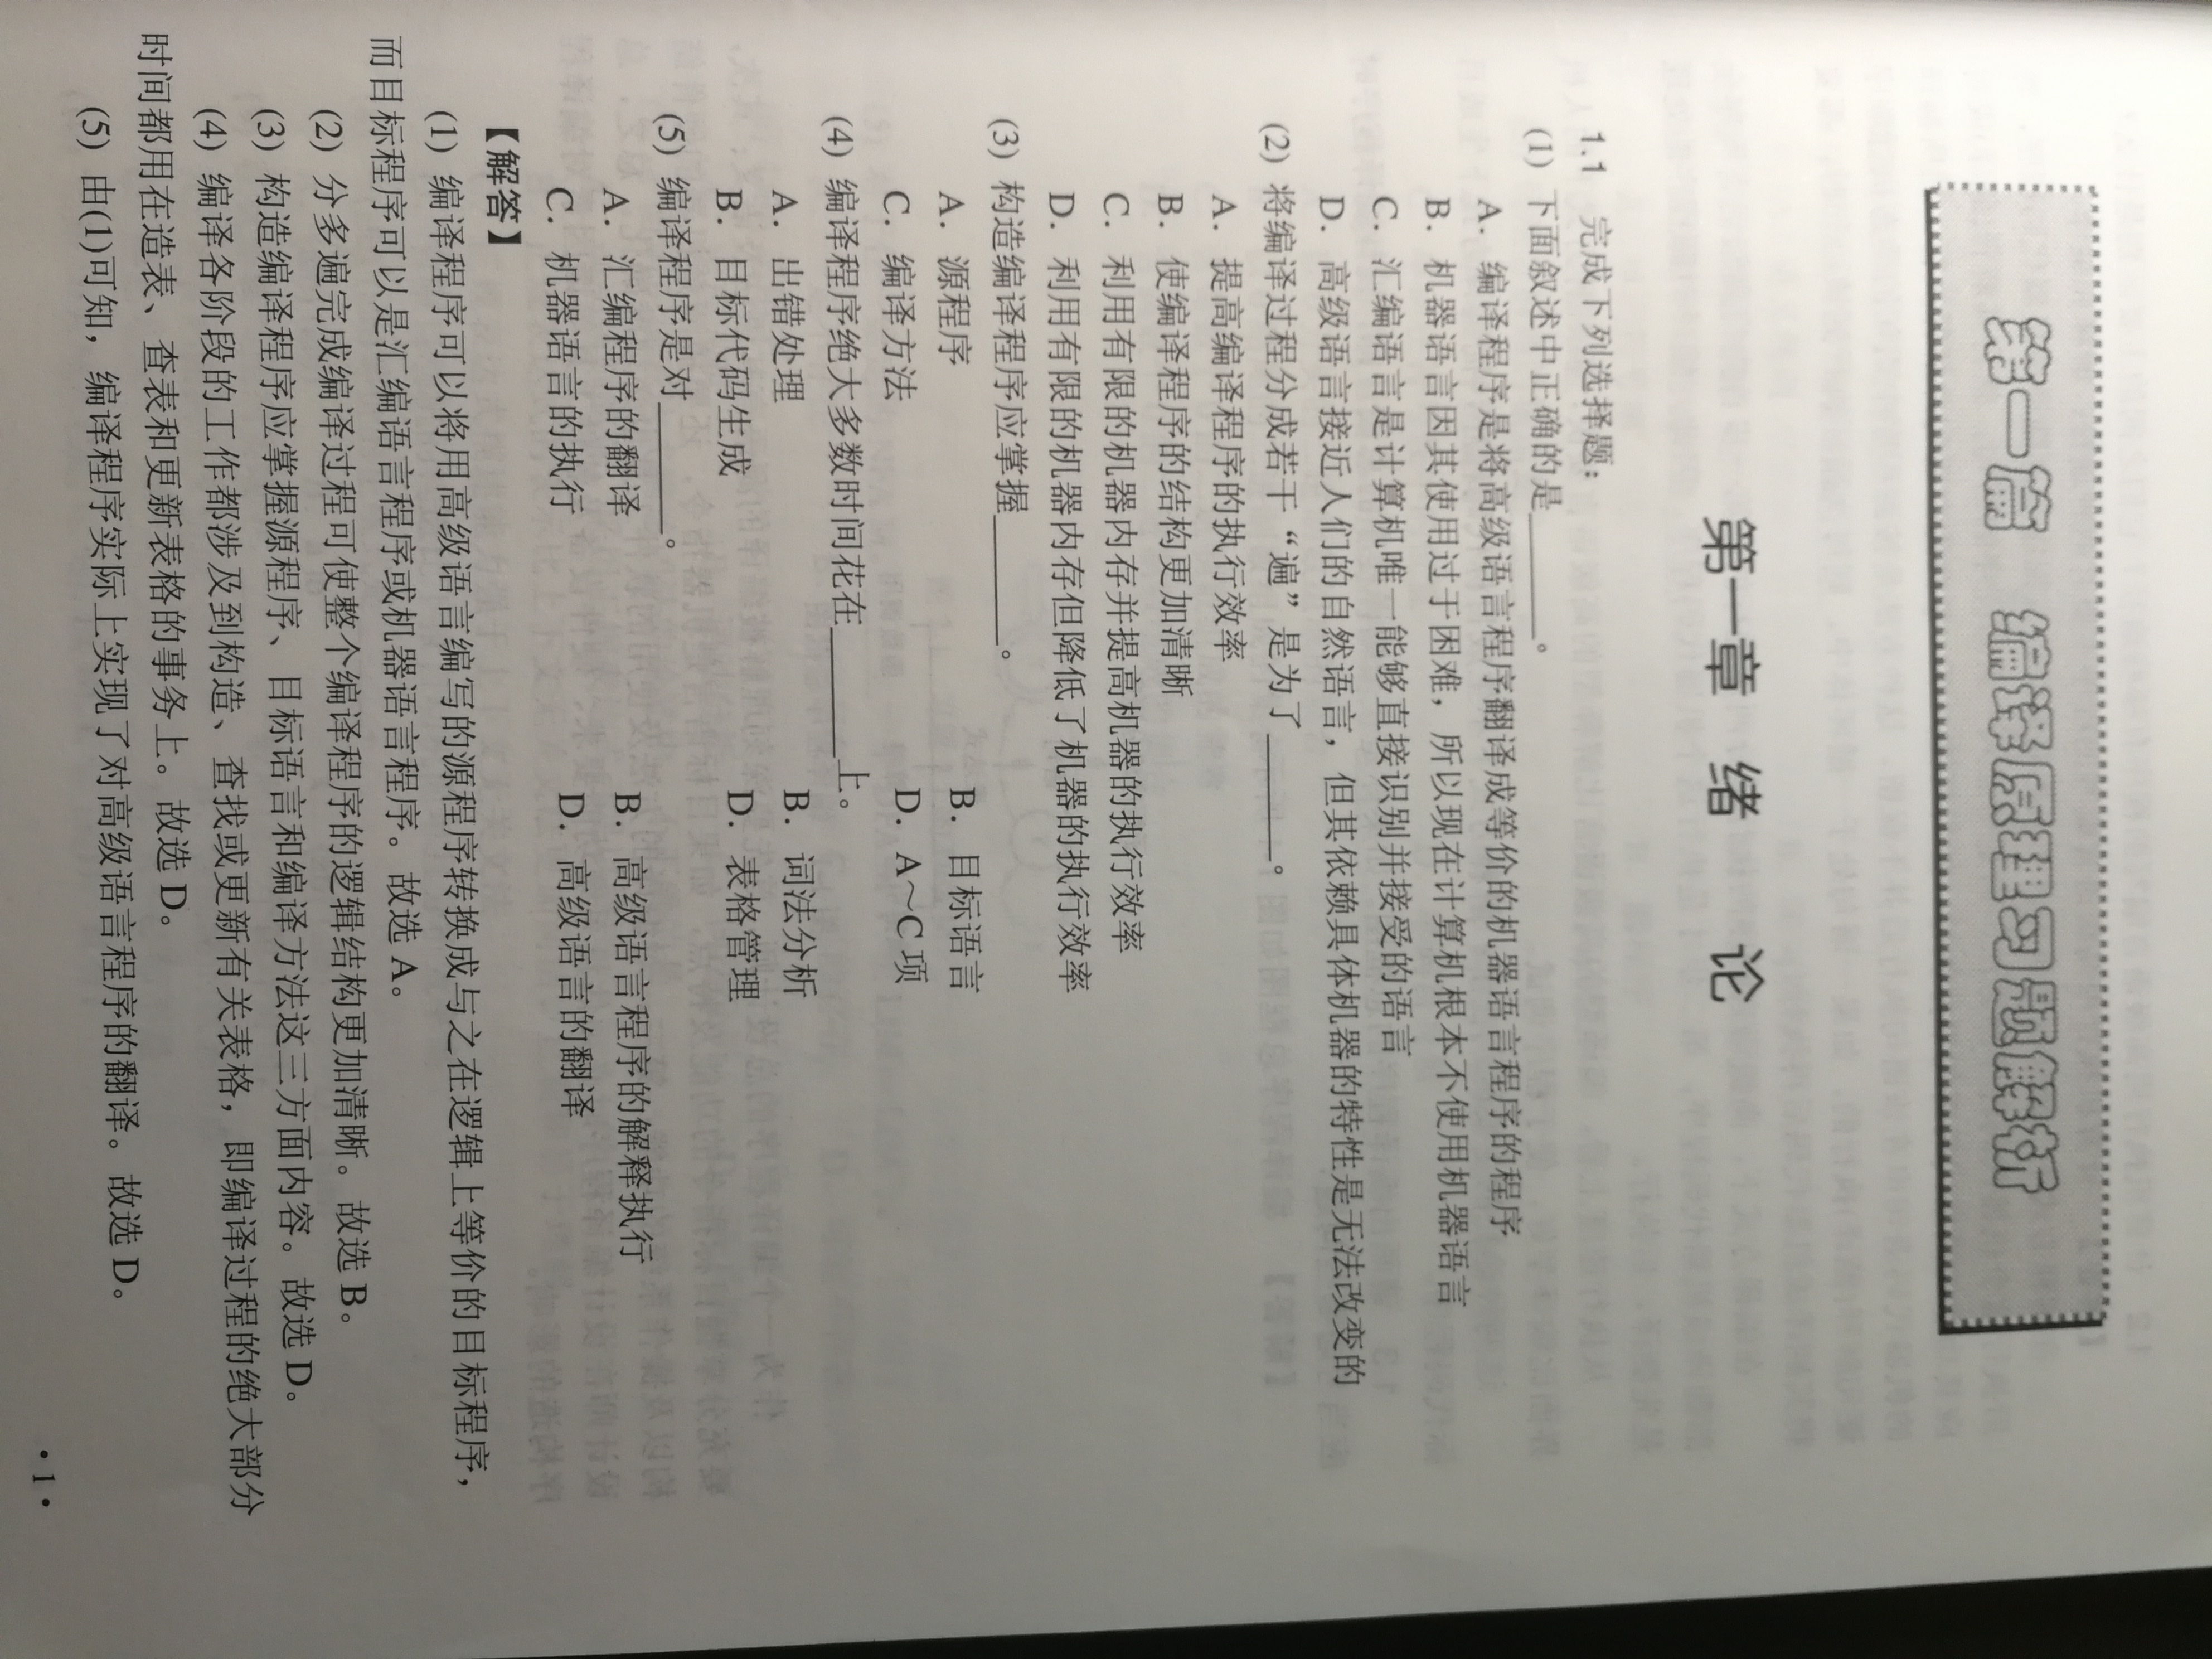 第一篇 编译原理习题解析
第一章 绪 论
1.1 完成下列选择题：
(1) 下面叙述中正确的是______。
A. 编译程序是将高级语言程序翻译成等价的机器语言程序的程序
B. 机器语言因其使用过于困难，所以现在计算机根本不使用机器语言
C. 汇编语言是计算机唯一能够直接识别并接受的语言
D. 高级语言接近人们的自然语言，但其依赖具体机器的特性是无法改变的
(2) 将编译过程分成若干“遍”是为了______。
A. 提高编译程序的执行效率
B. 使编译程序的结构更加清晰
C. 利用有限的机器内存并提高机器的执行效率
D. 利用有限的机器内存但降低了机器的执行效率
(3) 构造编译程序应掌握______。
A. 源程序 B. 目标语言
C. 编译方法 D. A～C 项
(4) 编译程序绝大多数时间花在______上。
A. 出错处理 B. 词法分析
B. 目标代码生成 D. 表格管理
(5) 编译程序是对______。
A. 汇编程序的翻译 B. 高级语言程序的解释执行
C. 机器语言的执行 D. 高级语言的翻译
【解答】
(1) 编译程序可以将用高级语言编写的源程序转换成与之在逻辑上等价的目标程序，
而目标程序可以是汇编语言程序或机器语言程序。故选 A。
(2) 分多遍完成编译过程可使整个编译程序的逻辑结构更加清晰。故选 B。
(3) 构造编译程序应掌握源程序、目标语言和编译方法这三方面内容。故选 D。
(4) 编译各阶段的工作都涉及到构造、查找或更新有关表格，即编译过程的绝大部分
时间都用在造表、查表和更新表格的事务上。故选 D。
(5) 由(1)可知，编译程序实际上实现了对高级语言程序的翻译。故选 D。
• 1 •